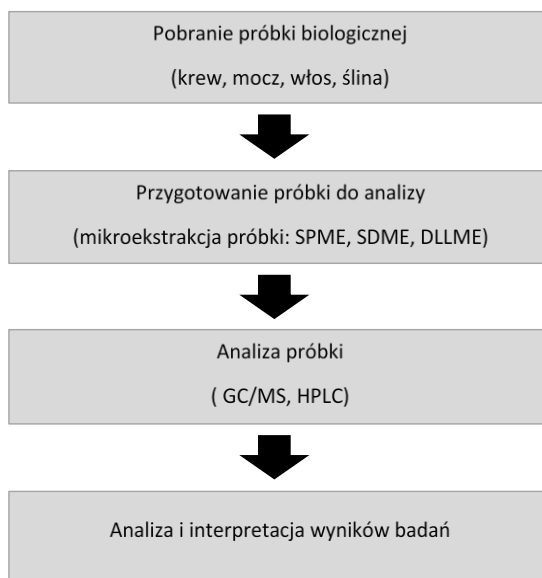 Pobranie próbki biologicznej
(krew, mocz, włos, ślina)
Przygotowanie próbki do analizy
(mikroekstrakcja próbki: SPME, SDME, DLLME)
Analiza próbki
( GC/MS, HPLC)
Analiza i interpretacja wyników badań